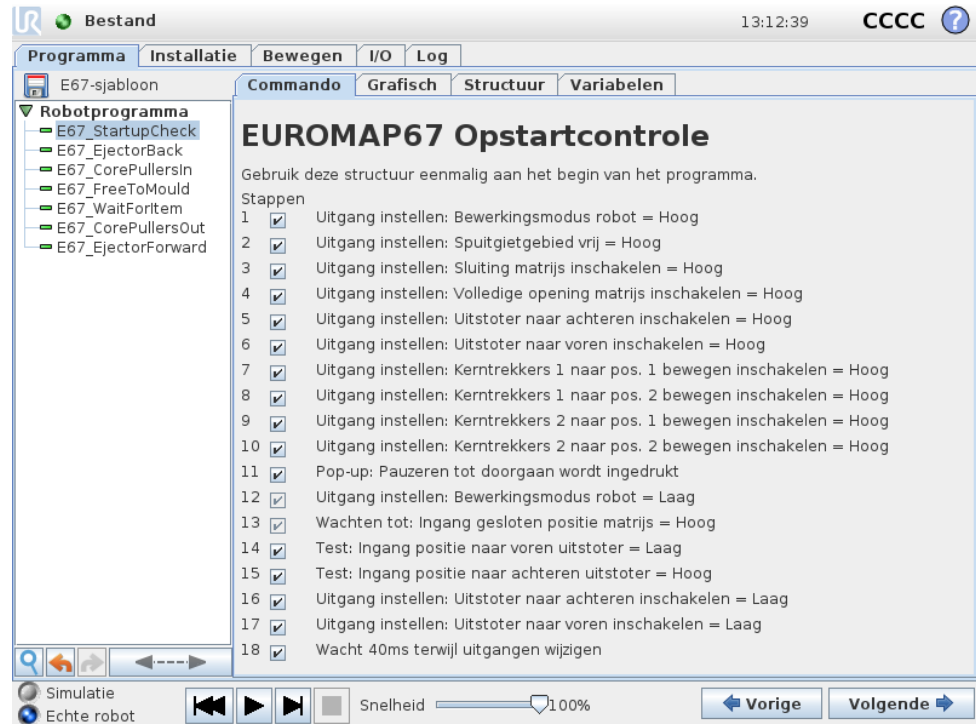 UR Bestand 13:12:39 CCCC ?
Programma Installatie Bewegen I/O Log
E67-sjabloon
Commando Grafisch Structuur Variabelen
Robotprogramma
E67_StartupCheck
E67_EjectorBack
E67_CorePullersIn
E67_FreeToMould
E67_WaitForItem
E67_CorePullersOut
E67_EjectorForward
EUROMAP67 Opstartcontrole
Gebruik deze structuur eenmalig aan het begin van het programma.
Stappen
1 Uitgang instellen: Bewerkingsmodus robot = Hoog
2 Uitgang instellen: Spuitgietgebied vrij = Hoog
3 Uitgang instellen: Sluiting matrijs inschakelen = Hoog
4 Uitgang instellen: Volledige opening matrijs inschakelen = Hoog
5 Uitgang instellen: Uitstoter naar achteren inschakelen = Hoog
6 Uitgang instellen: Uitstoter naar voren inschakelen = Hoog
7 Uitgang instellen: Kerntrekkers 1 naar pos. 1 bewegen inschakelen = Hoog
8 Uitgang instellen: Kerntrekkers 1 naar pos. 2 bewegen inschakelen = Hoog
9 Uitgang instellen: Kerntrekkers 2 naar pos. 1 bewegen inschakelen = Hoog
10 Uitgang instellen: Kerntrekkers 2 naar pos. 2 bewegen inschakelen = Hoog
11 Pop-up: Pauzeren tot doorgaan wordt ingedrukt
12 Uitgang instellen: Bewerkingsmodus robot = Laag
13 Wachten tot: Ingang gesloten positie matrijs = Hoog
14 Test: Ingang positie naar voren uitstoter = Laag
15 Test: Ingang positie naar achteren uitstoter = Hoog
16 Uitgang instellen: Uitstoter naar achteren inschakelen = Laag
17 Uitgang instellen: Uitstoter naar voren inschakelen = Laag
18 Wacht 40ms terwijl uitgangen wijzigen
Simulatie
Echte robot
Snelheid 100%
Vorige Volgende